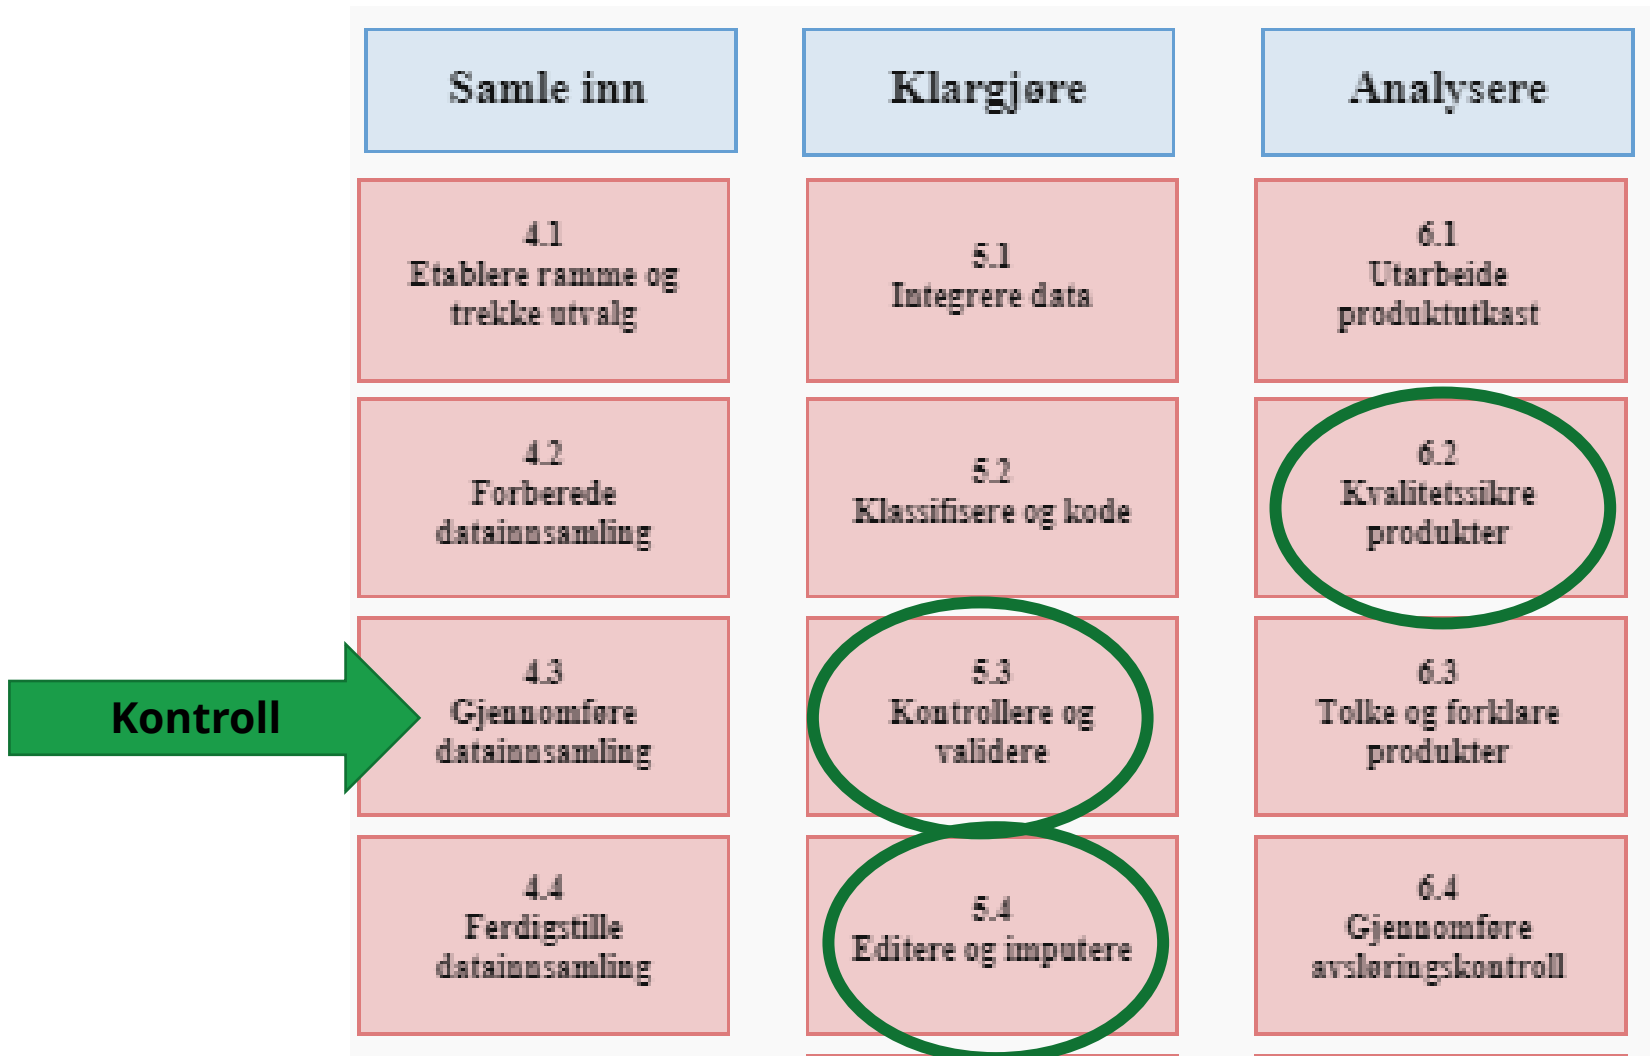 Samle inn
Klargjøre
Analysere
4.1
Etablere ramme og
trekke utvalg
5.1
Integrere data
6.1
Utarbeide
produktutkast
4.2
Forberede
datainnsamling
5.2
Klassifisere og kode
6.2
Kvalitetssikre
produkter
Kontroll
4.3
Gjennomføre
datainnsamling
5.3
Kontrollere og
validere
6.3
Tolke og forklare
produkter
4.4
Ferdigstille
datainnsamling
5.4
Editere og imputere
6.4
Gjennomføre
avsløringskontroll